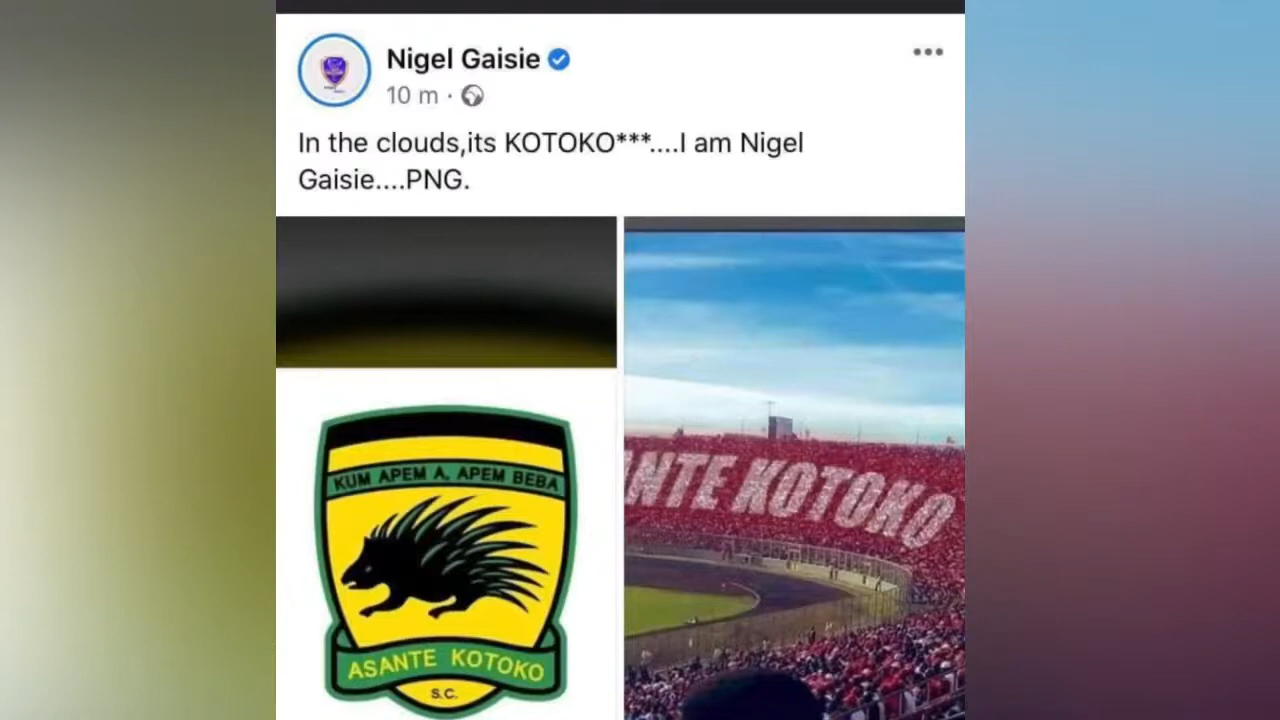 Nigel Gaisie
10 m ·
In the clouds,its KOTOKO***....I am Nigel
Gaisie....PNG.
KUM APEM A, APEM BEBA
ASANTE KOTOKO
S.C.
NTE KOTOKO